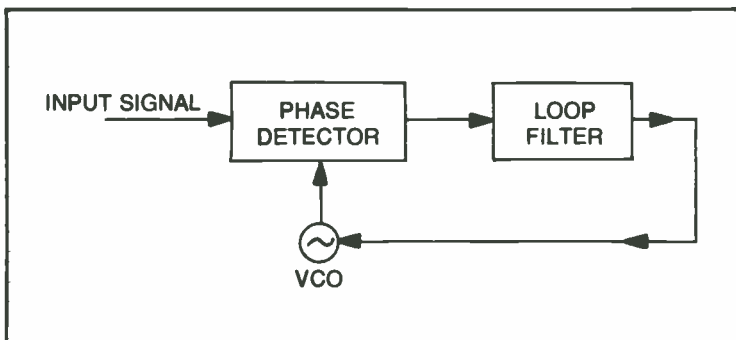 INPUT SIGNAL
PHASE
DETECTOR
LOOP
FILTER
VCO